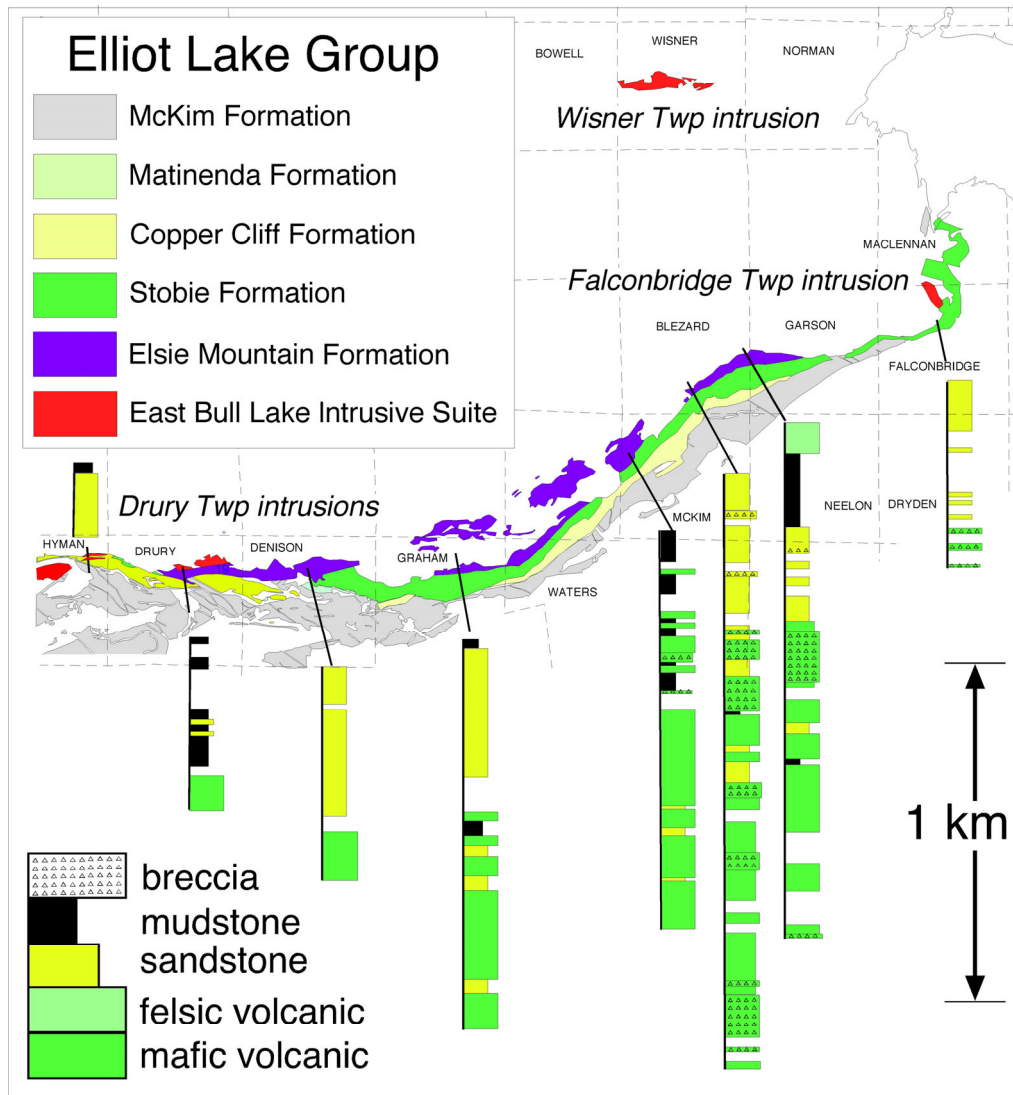 Elliot Lake Group
McKim Formation
Matinenda Formation
Copper Cliff Formation
Stobie Formation
Elsie Mountain Formation
East Bull Lake Intrusive Suite
BOWELL
WISNER
NORMAN
Wisner Twp intrusion
MACLENNAN
Falconbridge Twp intrusion
BLEZARD
GARSON
FALCONBRIDGE
Drury Twp intrusions
MCKIM
NEELON
DRYDEN
HYMAN
DRURY
DENISON
GRAHAM
WATERS
1 km
breccia
mudstone
sandstone
felsic volcanic
mafic volcanic